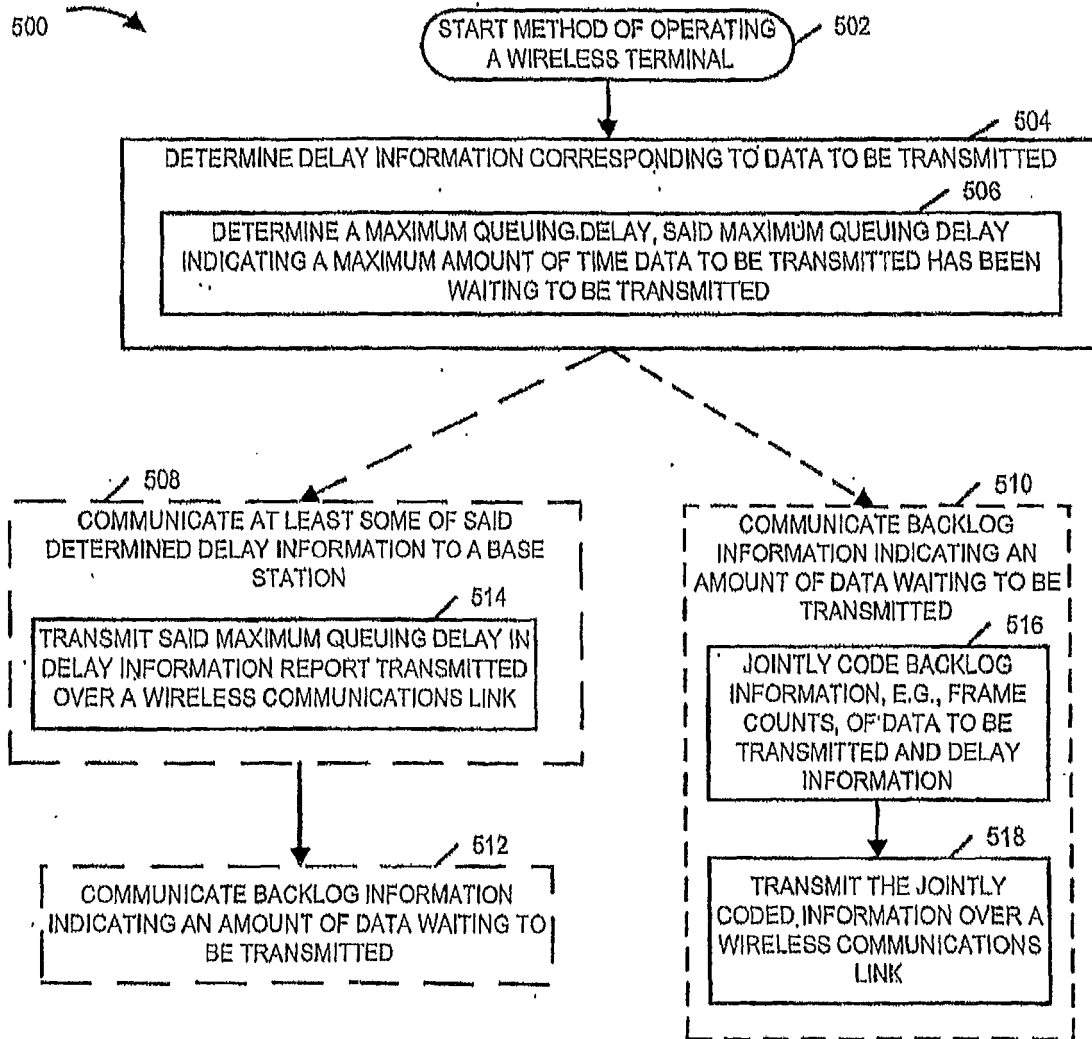 500
START METHOD OF OPERATING
A WIRELESS TERMINAL
502
504
DETERMINE DELAY INFORMATION CORRESPONDING TO DATA TO BE TRANSMITTED
506
DETERMINE A MAXIMUM QUEUING DELAY, SAID MAXIMUM QUEUING DELAY
INDICATING A MAXIMUM AMOUNT OF TIME DATA TO BE TRANSMITTED HAS BEEN
WAITING TO BE TRANSMITTED
508
COMMUNICATE AT LEAST SOME OF SAID
DETERMINED DELAY INFORMATION TO A BASE
STATION
514
TRANSMIT SAID MAXIMUM QUEUING DELAY IN
DELAY INFORMATION REPORT TRANSMITTED
OVER A WIRELESS COMMUNICATIONS LINK
512
COMMUNICATE BACKLOG INFORMATION
INDICATING AN AMOUNT OF DATA WAITING TO
BE TRANSMITTED
510
COMMUNICATE BACKLOG
INFORMATION INDICATING AN
AMOUNT OF DATA WAITING TO BE
TRANSMITTED
516
JOINTLY CODE BACKLOG
INFORMATION, E.G., FRAME
COUNTS, OF DATA TO BE
TRANSMITTED AND DELAY
INFORMATION
518
TRANSMIT THE JOINTLY
CODED INFORMATION OVER A
WIRELESS COMMUNICATIONS
LINK